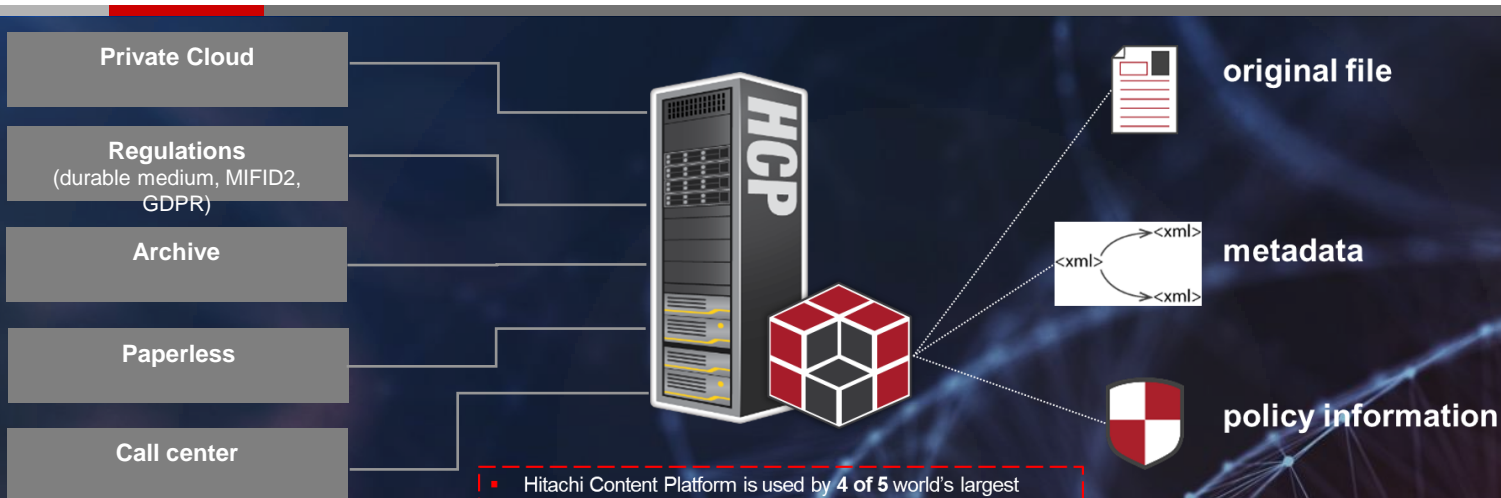 Private Cloud
Regulations
(durable medium, MIFID2,
GDPR)
Archive
Paperless
Call center
HCP
original file
<xml>
<xml>
<xml>
metadata
policy information
▪ Hitachi Content Platform is used by 4 of 5 world's largest